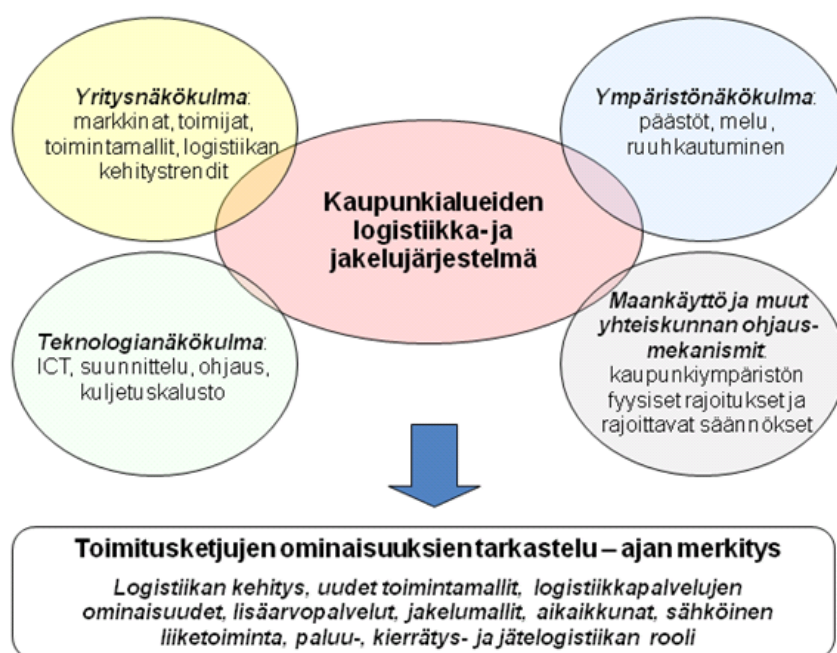 Yritysnäkökulma:
markkinat, toimijat,
toimintamallit, logistiikan
kehitystrendit
Ympäristönäkökulma:
päästöt, melu,
ruuhkautuminen
Kaupunkialueiden
logistiikka- ja
jakelujärjestelmä
Teknologianäkökulma:
ICT, suunnittelu, ohjaus,
kuljetuskalusto
Maankäyttö ja muut
yhteiskunnan ohjaus-
mekanismit:
kaupunkiympäristön
fyysiset rajoitukset ja
rajoittavat säännökset
Toimitusketjujen ominaisuuksien tarkastelu – ajan merkitys
Logistiikan kehitys, uudet toimintamallit, logistiikkapalvelujen
ominaisuudet, lisäarvopalvelut, jakelumallit, aikaikkunat, sähköinen
liiketoiminta, paluu-, kierrätys- ja jätelogistiikan rooli